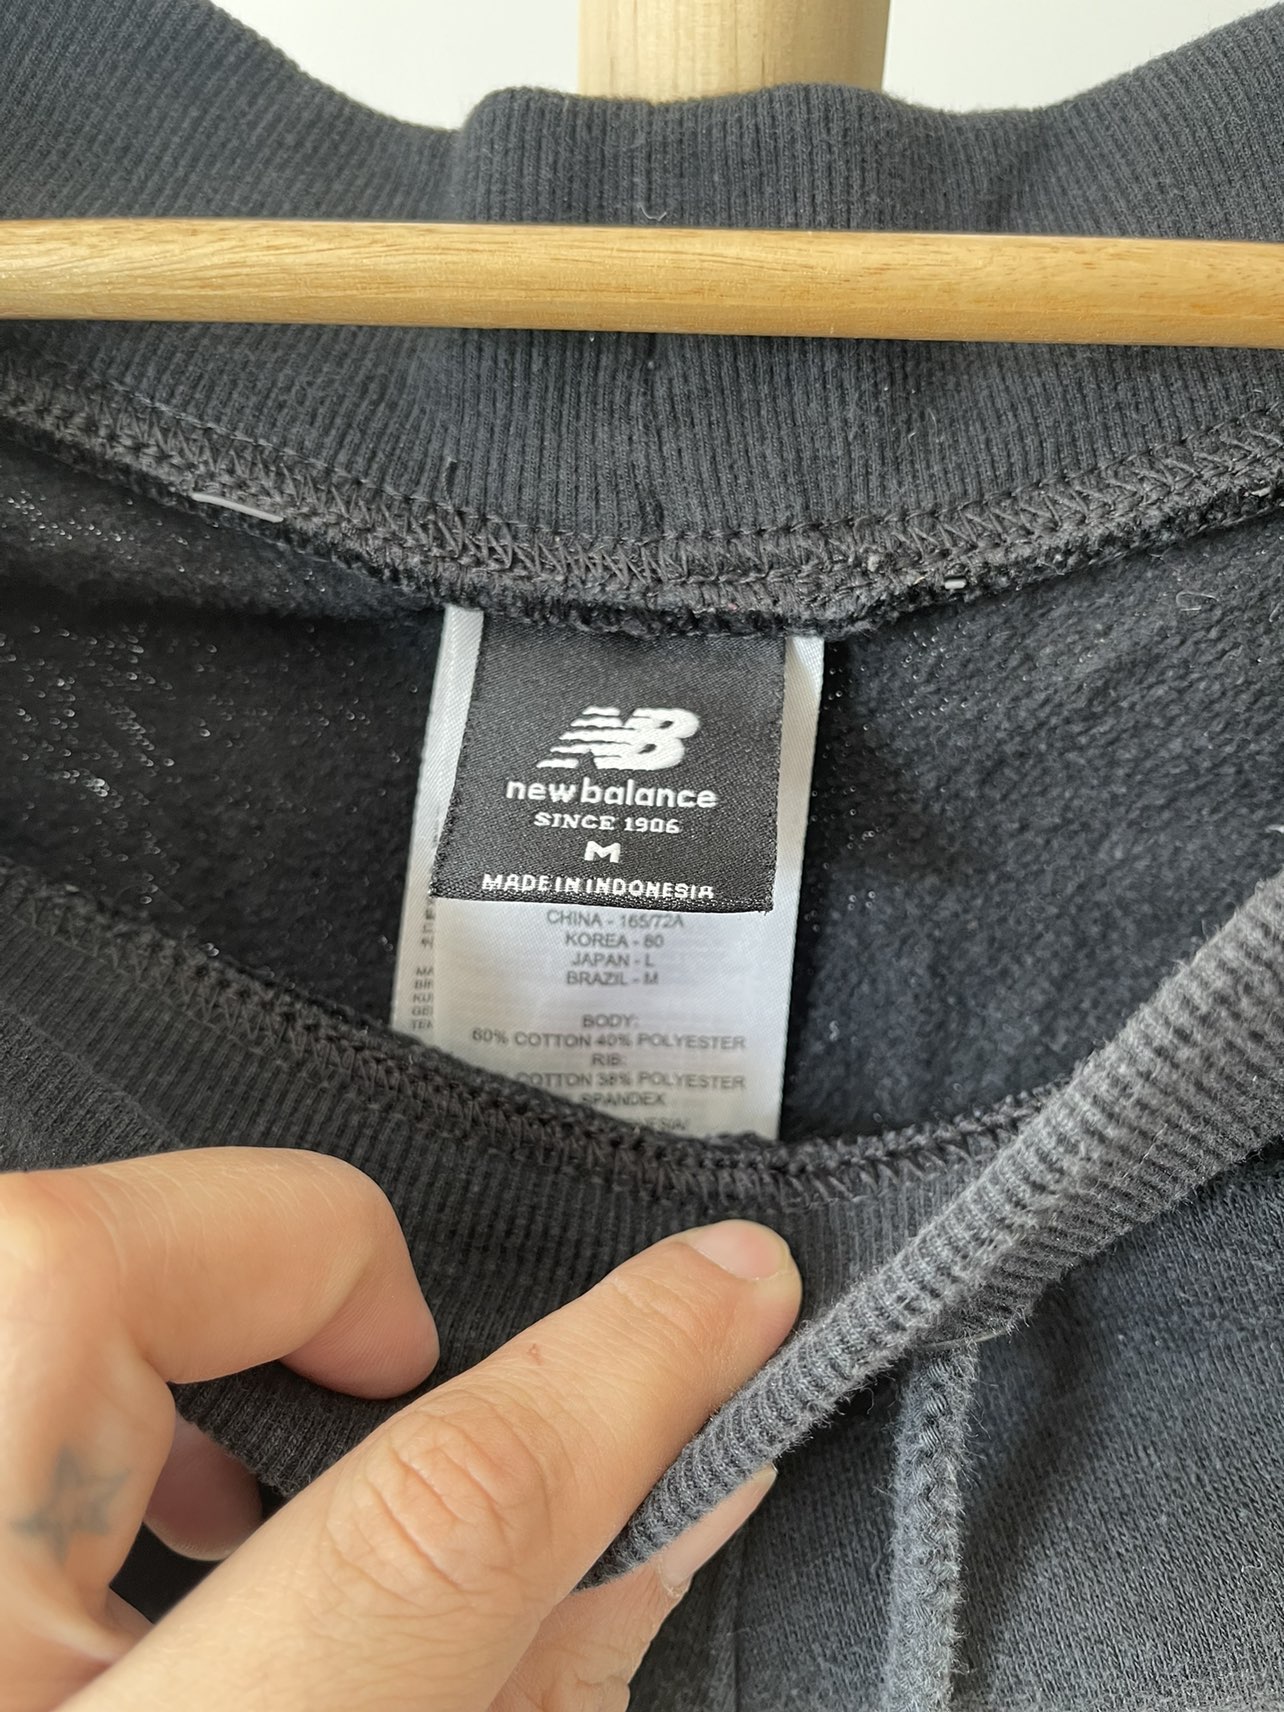 NB
new balance
SINCE 1906
M
MADE IN INDONESIA
CHINA - 165/72A
KOREA - 80
JAPAN - L
BRAZIL - M
BODY:
60% COTTON 40% POLYESTER
RIB:
COTTON 38% POLYESTER
SPANDEX